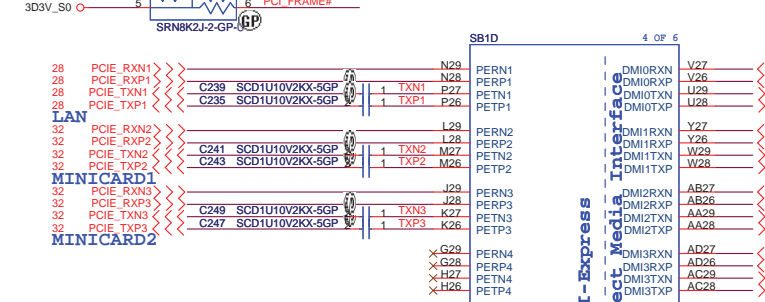 3D3V_S0 5 6 PCI_FRAME#
SRN8K2J-2-GP-U
GP
SB1D 4 OF 6
28 PCIE_RXN1 N29 PERN1 DMI0RXN V27
28 PCIE_RXP1 N28 PERP1 DMI0RXP V26
28 PCIE_TXN1 C239 SCD1U10V2KX-5GP 1 TXN1 P27 PETN1 DMI0TXN U29
28 PCIE_TXP1 C235 SCD1U10V2KX-5GP 1 TXP1 P26 PETP1 DMI0TXP U28
LAN
32 PCIE_RXN2 L29 PERN2 DMI1RXN Y27
32 PCIE_RXP2 L28 PERP2 DMI1RXP Y26
32 PCIE_TXN2 C241 SCD1U10V2KX-5GP 1 TXN2 M27 PETN2 DMI1TXN W29
32 PCIE_TXP2 C243 SCD1U10V2KX-5GP 1 TXP2 M26 PETP2 DMI1TXP W28
MINICARD1
32 PCIE_RXN3 J29 PERN3 DMI2RXN AB27
32 PCIE_RXP3 J28 PERP3 DMI2RXP AB26
32 PCIE_TXN3 C249 SCD1U10V2KX-5GP 1 TXN3 K27 PETN3 DMI2TXN AA29
32 PCIE_TXP3 C247 SCD1U10V2KX-5GP 1 TXP3 K26 PETP3 DMI2TXP AA28
MINICARD2
G29 PERN4 DMI3RXN AD27
G28 PERP4 DMI3RXP AD26
H27 PETN4 DMI3TXN AC29
H26 PETP4 DMI3TXP AC28
I-Express
ect Media Interface